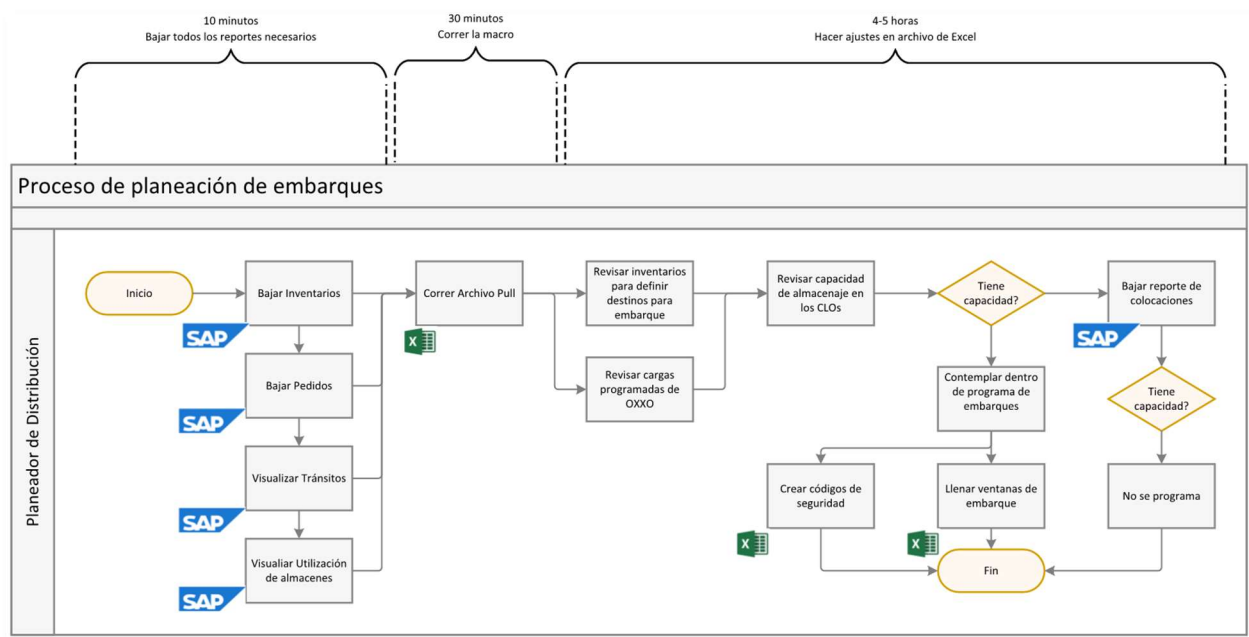 10 minutos
Bajar todos los reportes necesarios
30 minutos
Correr la macro
4-5 horas
Hacer ajustes en archivo de Excel
Proceso de planeación de embarques
Planeador de Distribución
Inicio
Bajar Inventarios
SAP
Bajar Pedidos
SAP
Visualizar Tránsitos
SAP
Visualiar Utilización
de almacenes
SAP
Correr Archivo Pull
X
Revisar inventarios
para definir
destinos para
embarque
Revisar cargas
programadas de
OXXO
Revisar capacidad
de almacenaje en
los CLOs
Tiene
capacidad?
Bajar reporte de
colocaciones
SAP
Contemplar dentro
de programa de
embarques
Tiene
capacidad?
Crear códigos de
seguridad
X
Llenar ventanas de
embarque
X
No se programa
Fin